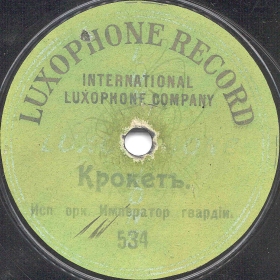 LUXOPHONE RECORD
INTERNATIONAL
LUXOPHONE COMPANY
Крокетъ.
Исп. орк. Император гвардіи.
534